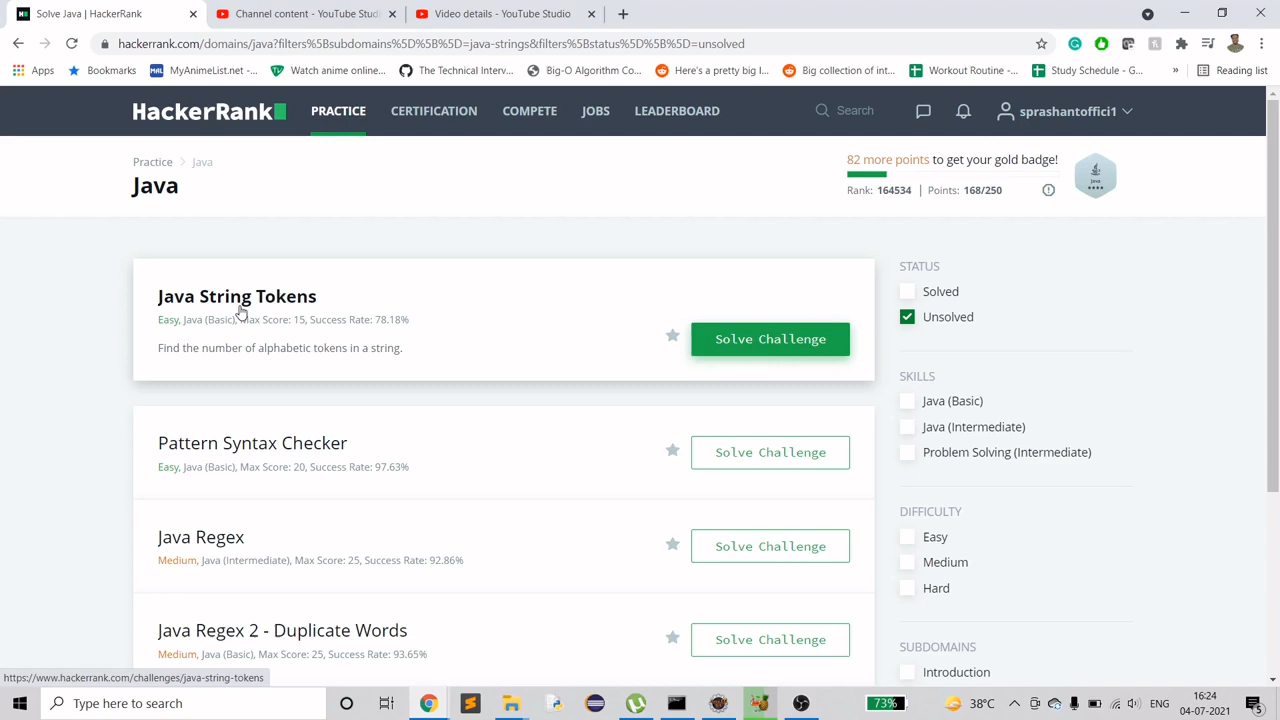 Solve Java | HackerRank
Channel content - YouTube Studi
Video details - YouTube Studio
hackerrank.com/domains/java?filters%5Bsubdomains%5D%5B%5D=java-strings&filters%5Bstatus%5D%5B%5D=unsolved
Apps
Bookmarks
MAL
MyAnimeList.net -...
Watch anime online...
The Technical Interv...
Big-O Algorithm Co...
Here's a pretty big l...
Big collection of int...
Workout Routine -...
Study Schedule - G...
»
Reading list
HackerRank
PRACTICE
CERTIFICATION
COMPETE
JOBS
LEADERBOARD
Search
sprashantoffici1
Practice > Java
Java
82 more points to get your gold badge!
Rank: 164534 | Points: 168/250
Java
Java String Tokens
Easy, Java (Basic), Max Score: 15, Success Rate: 78.18%
Find the number of alphabetic tokens in a string.
Solve Challenge
Pattern Syntax Checker
Easy, Java (Basic), Max Score: 20, Success Rate: 97.63%
Solve Challenge
Java Regex
Medium, Java (Intermediate), Max Score: 25, Success Rate: 92.86%
Solve Challenge
Java Regex 2 - Duplicate Words
Medium, Java (Basic), Max Score: 25, Success Rate: 93.65%
Solve Challenge
STATUS
Solved
Unsolved
SKILLS
Java (Basic)
Java (Intermediate)
Problem Solving (Intermediate)
DIFFICULTY
Easy
Medium
Hard
SUBDOMAINS
Introduction
https://www.hackerrank.com/challenges/java-string-tokens
Type here to search
73%
38°C
ENG
16:24
04-07-2021
5